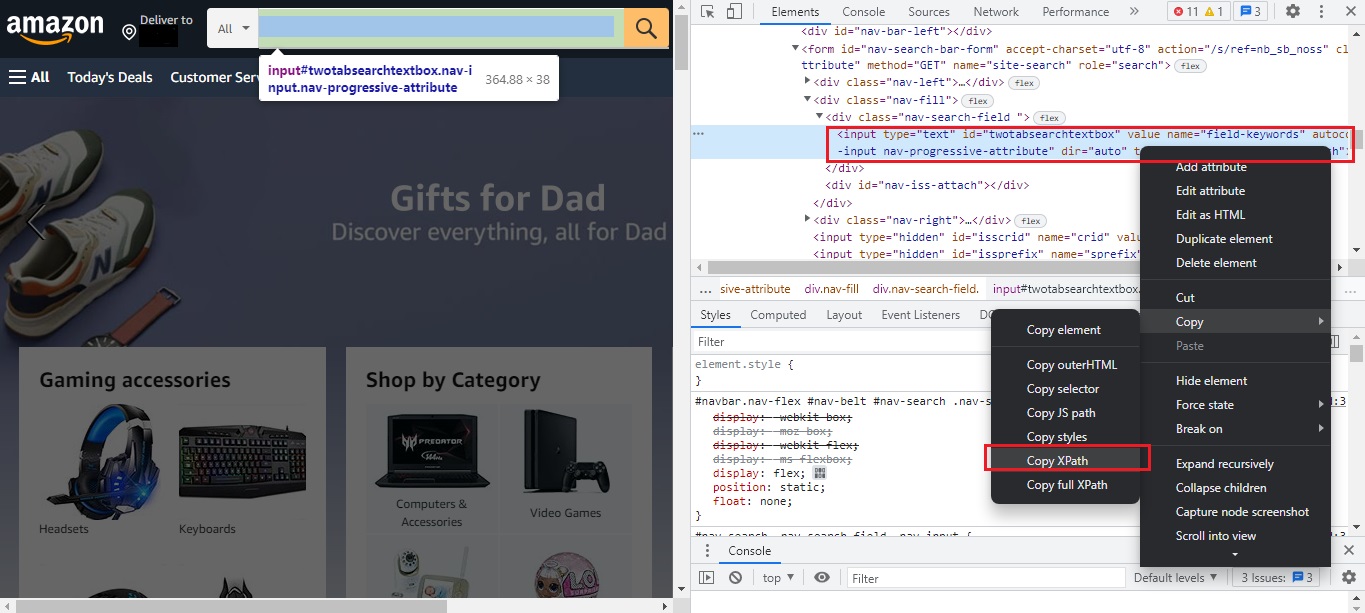 amazon
Deliver to
All
All
Today's Deals
Customer Ser
input#twotabsearchtextbox.nav-i
nput.nav-progressive-attribute
364.88 × 38
Gifts for Dad
Discover everything, all for Dad
Gaming accessories
Headsets
Keyboards
Shop by Category
PREDATOR
Computers &
Accessories
Video Games
Elements
Console
Sources
Network
Performance
»
11
1
3
<div id="nav-bar-left"></div>
<form id="nav-search-bar-form" accept-charset="utf-8" action="/s/ref=nb_sb_noss" cl
ttribute" method="GET" name="site-search" role="search"> flex
<div class="nav-left">…</div> flex
<div class="nav-fill"> flex
<div class="nav-search-field "> flex
<input type="text" id="twotabsearchtextbox" value name="field-keywords" autoc
-input nav-progressive-attribute" dir="auto" t
h"
</div>
<div id="nav-iss-attach"></div>
</div>
<div class="nav-right">…</div> flex
<input type="hidden" id="isscrid" name="crid" valu
<input type="hidden" id="issprefix" name="sprefix"
... sive-attribute div.nav-fill div.nav-search-field. input#twotabsearchtextbox. ...
Styles
Computed
Layout
Event Listeners
DO
Filter
element.style {
}
#navbar.nav-flex #nav-belt #nav-search .nav-s
4:3
display: -webkit-box;
display: -moz-box;
display: -webkit-flex;
display: -ms-flexbox;
display: flex;
position: static;
float: none;
}
#nav-search .nav-search-field .nav-input {
Add attribute
Edit attribute
Edit as HTML
Duplicate element
Delete element
Cut
Copy
Paste
Hide element
Force state
Break on
Expand recursively
Collapse children
Capture node screenshot
Scroll into view
Copy element
Copy outerHTML
Copy selector
Copy JS path
Copy styles
Copy XPath
Copy full XPath
Console
top
Filter
Default levels
3 Issues:
3